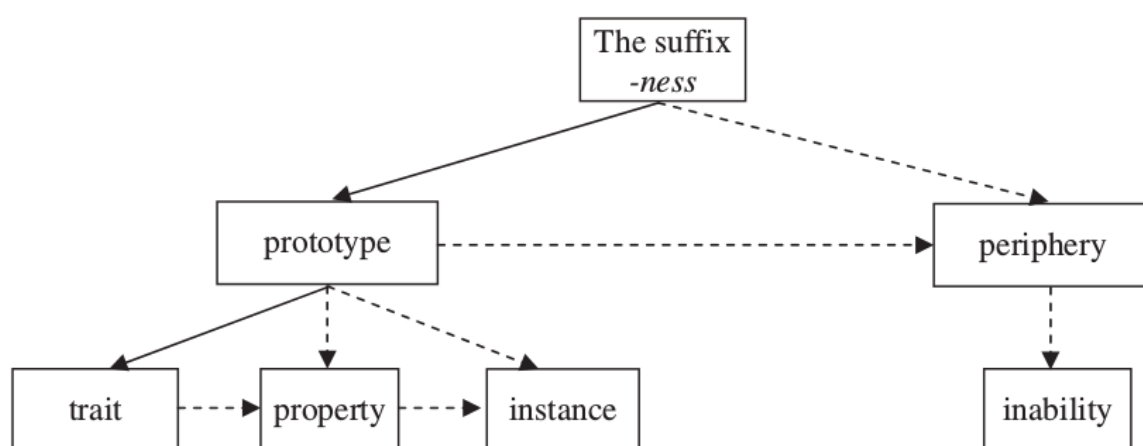 The suffix
-ness
prototype
periphery
trait
property
instance
inability